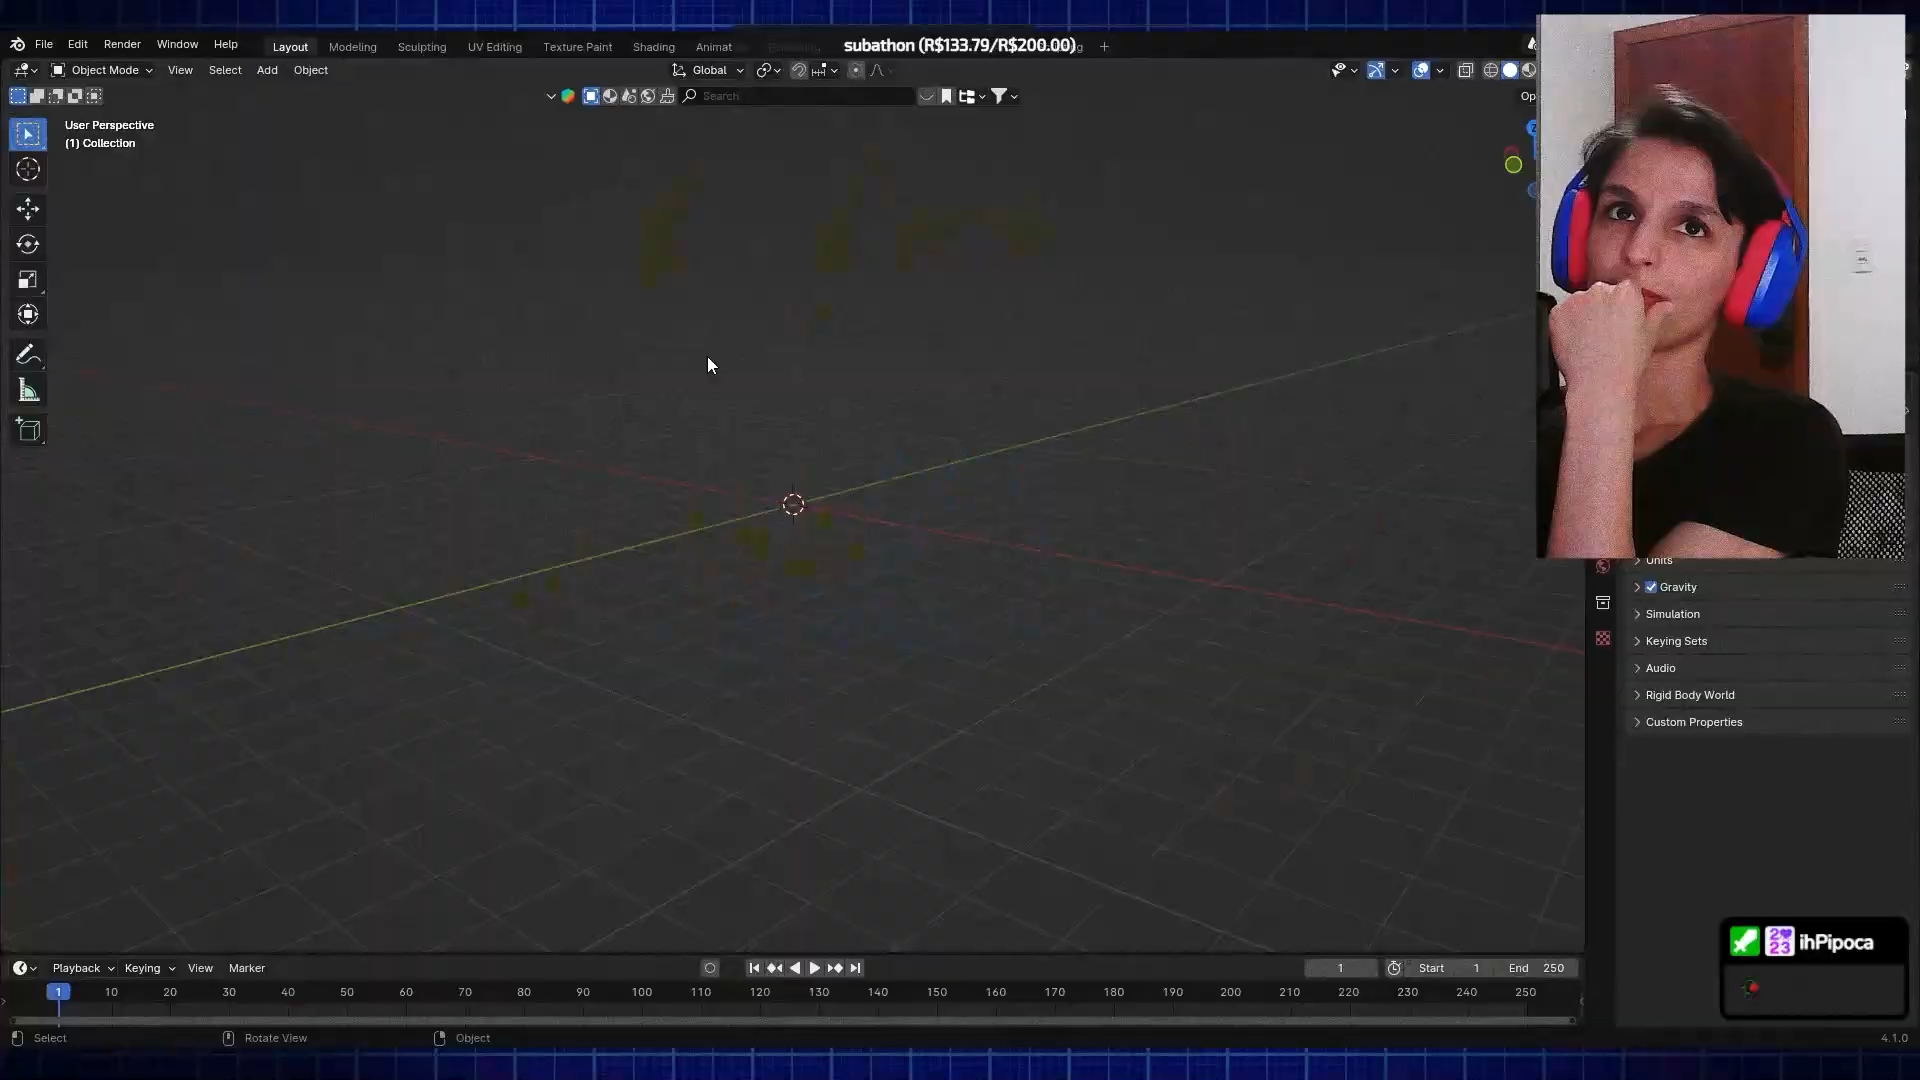 subathon (R$133.79/R$200.00)
File Edit Render Window Help Layout Modeling Sculpting UV Editing Texture Paint Shading Animat
Object Mode View Select Add Object Global
Search Op
User Perspective
(1) Collection
Z
Units
Gravity
Simulation
Keying Sets
Audio
Rigid Body World
Custom Properties
2023 ihPipoca
Playback Keying View Marker 1 Start 1 End 250
1 10 20 30 40 50 60 70 80 90 100 110 120 130 140 150 160 170 180 190 200 210 220 230 240 250
Select Rotate View Object 4.1.0